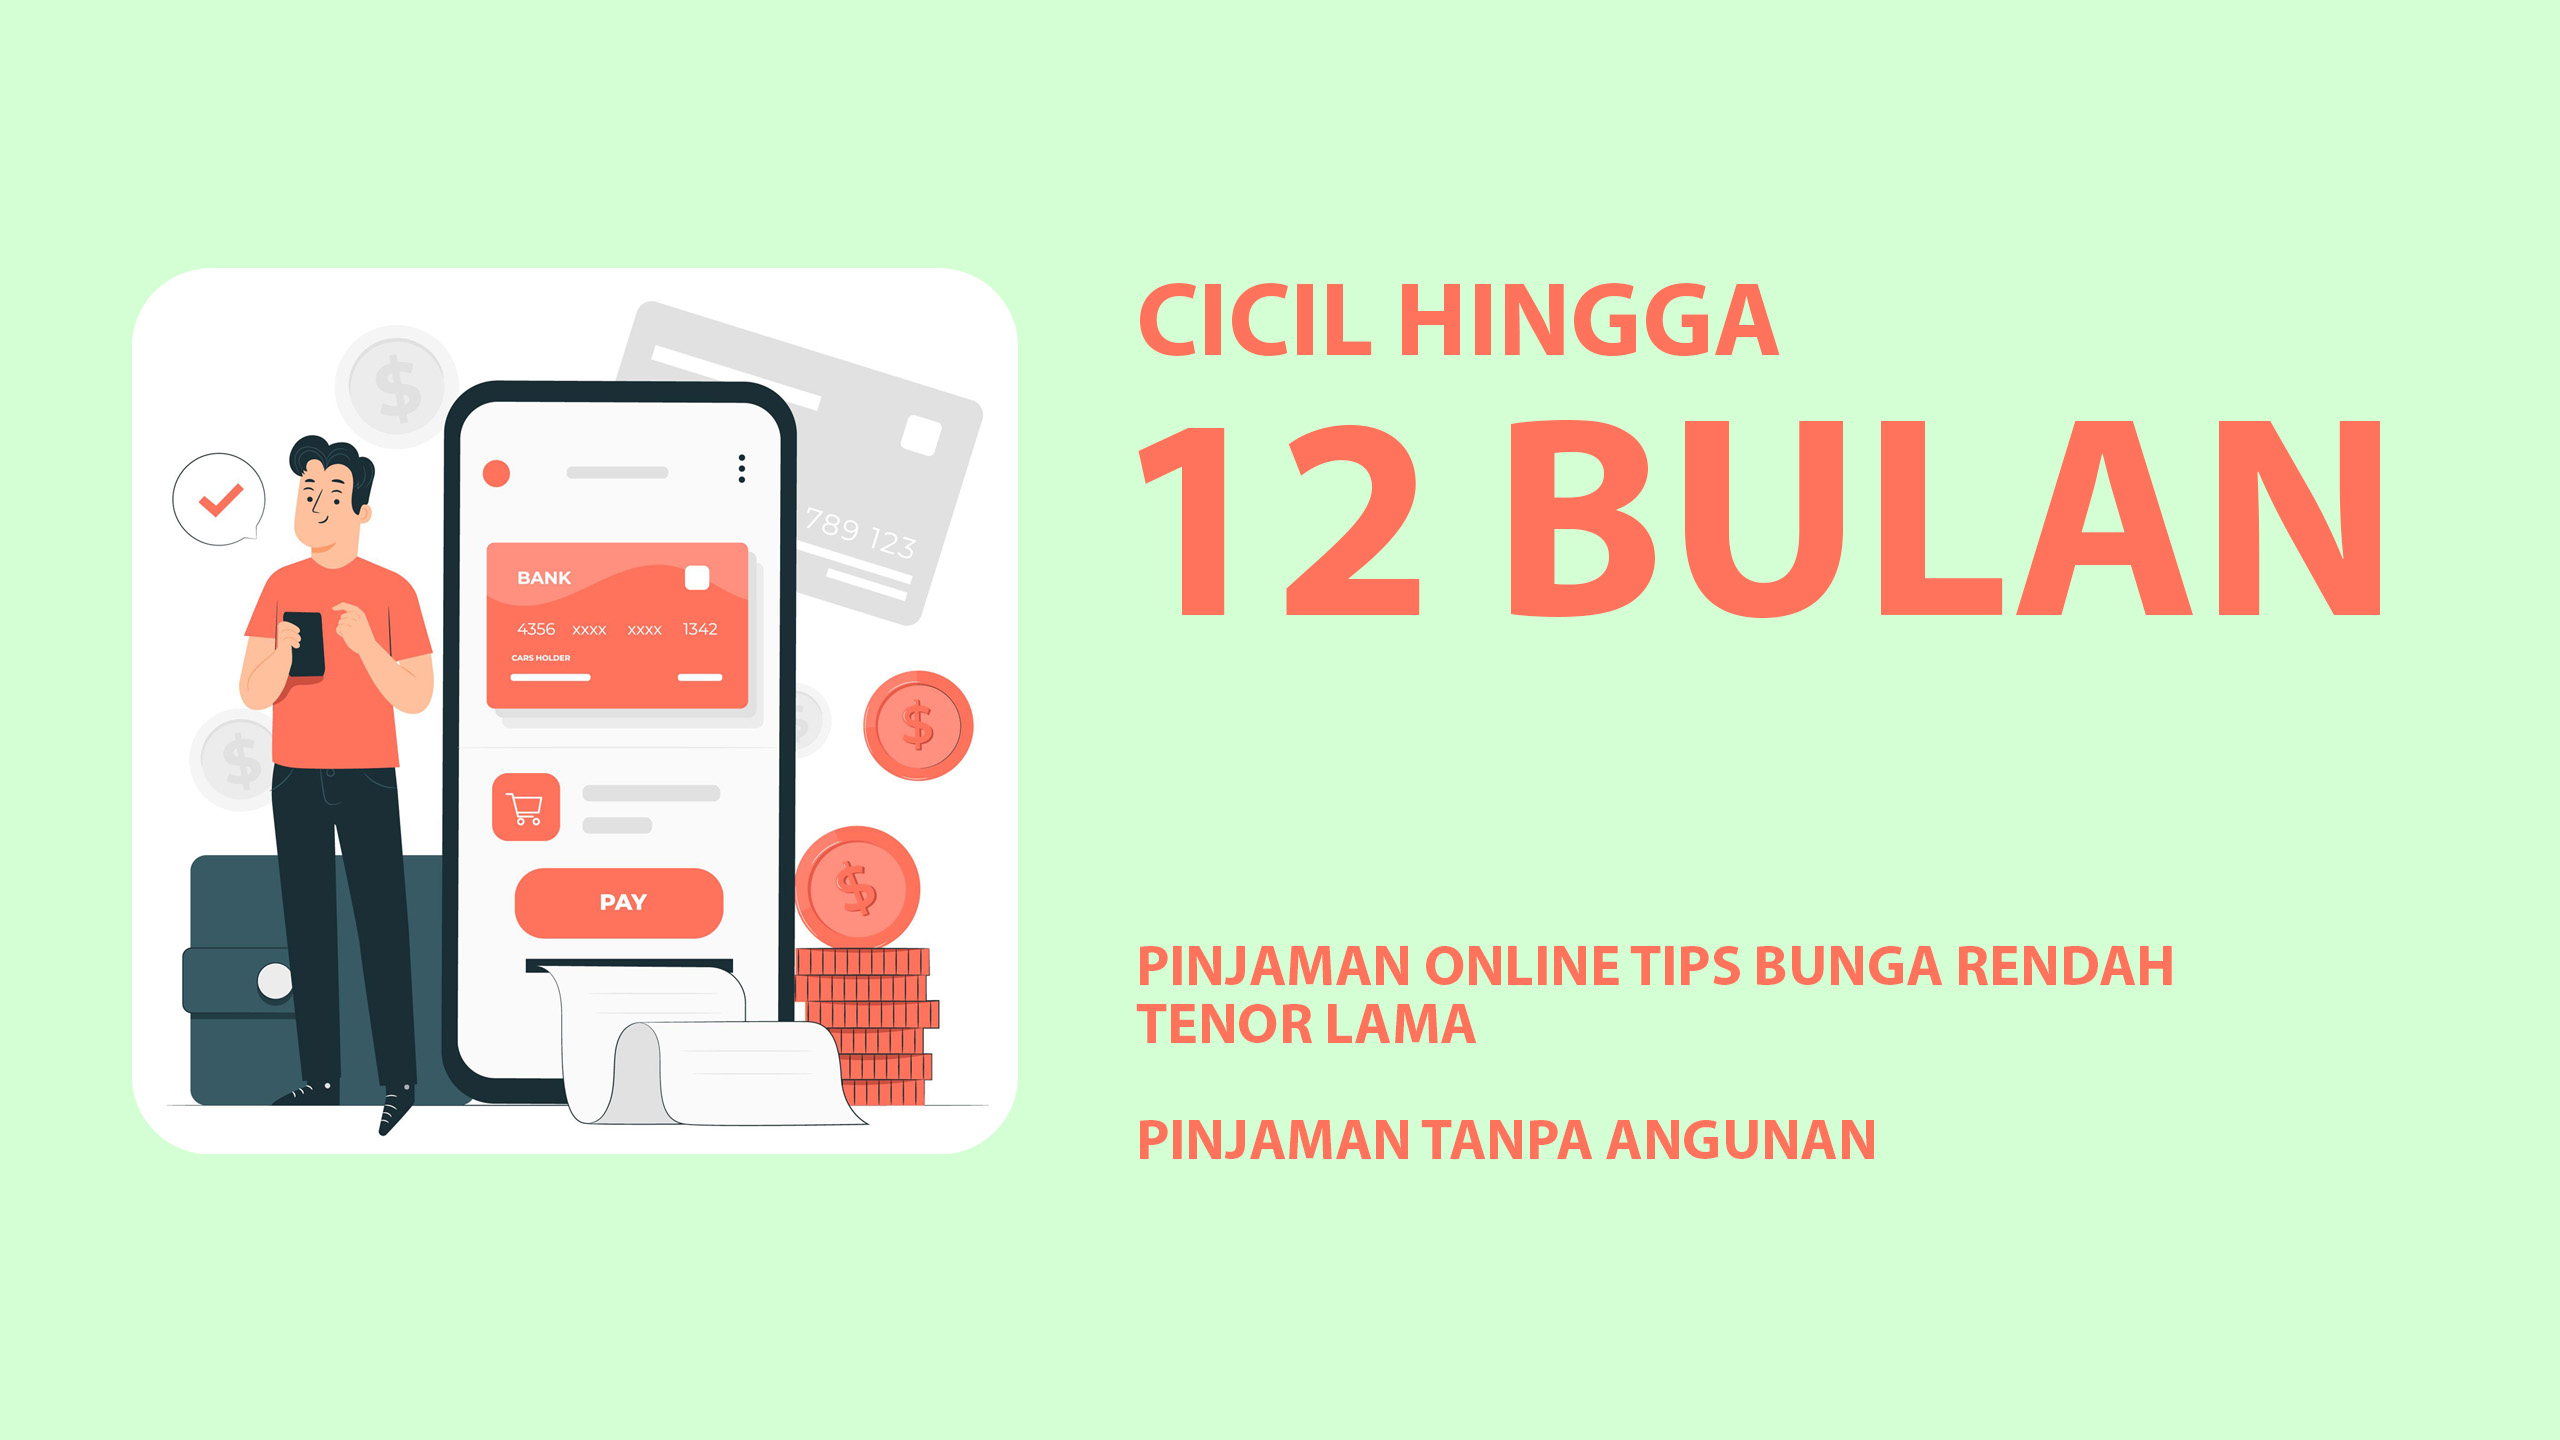 CICIL HINGGA
12 BULAN
789 123
BANK
4356 xxxx xxxx 1342
CARS HOLDER
PAY
PINJAMAN ONLINE TIPS BUNGA RENDAH
TENOR LAMA
PINJAMAN TANPA ANGUNAN